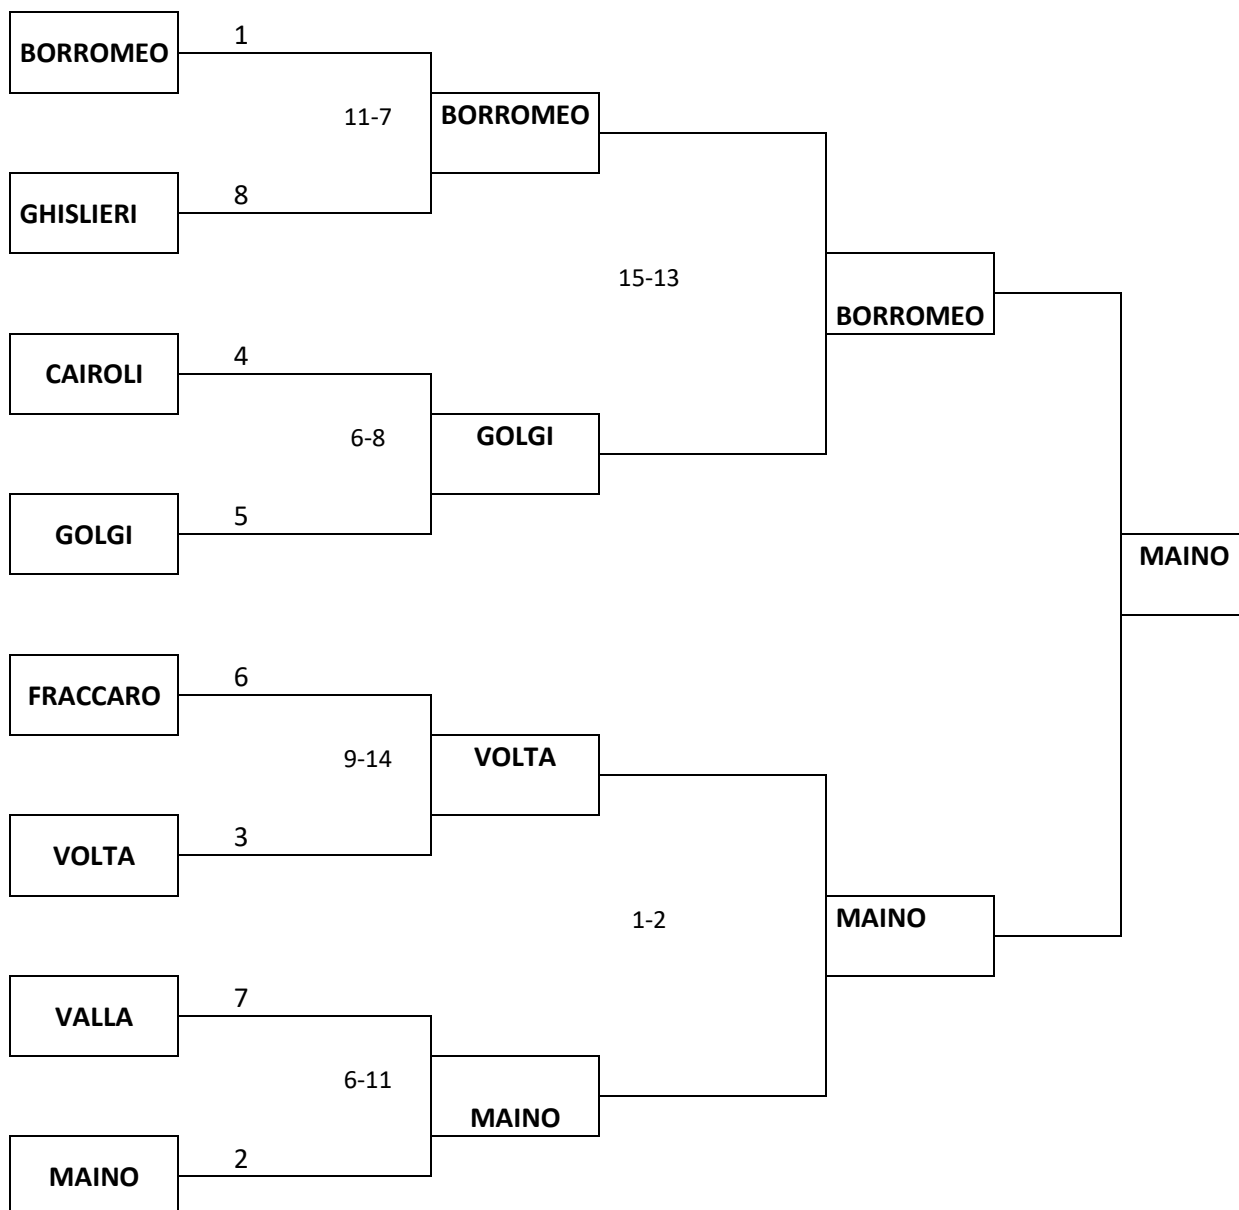 BORROMEO
1
11-7
BORROMEO
GHISLIERI
8
15-13
BORROMEO
CAIROLI
4
6-8
GOLGI
GOLGI
5
MAINO
FRACCARO
6
9-14
VOLTA
VOLTA
3
1-2
MAINO
VALLA
7
6-11
MAINO
MAINO
2